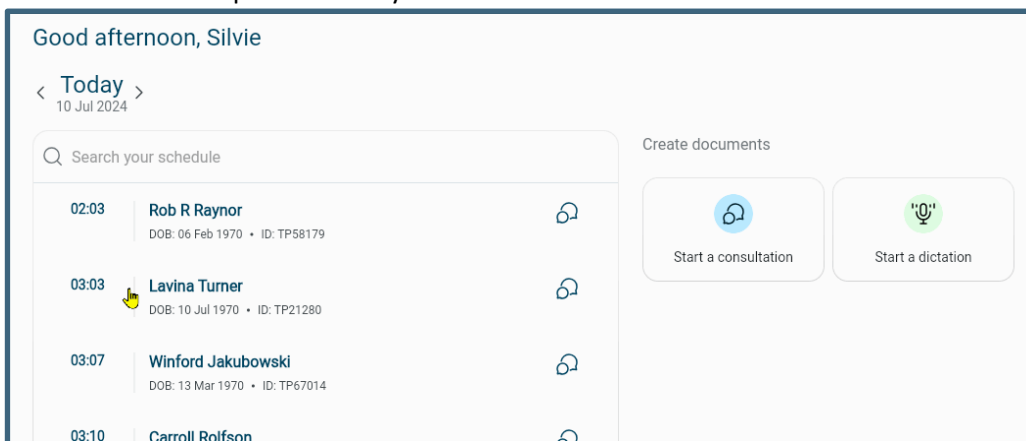 Good afternoon, Silvie
Today
10 Jul 2024
Search your schedule
02:03 Rob R Raynor
DOB: 06 Feb 1970 • ID: TP58179
03:03 Lavina Turner
DOB: 10 Jul 1970 • ID: TP21280
03:07 Winford Jakubowski
DOB: 13 Mar 1970 • ID: TP67014
03:10 Carroll Rolfson
Create documents
Start a consultation
Start a dictation